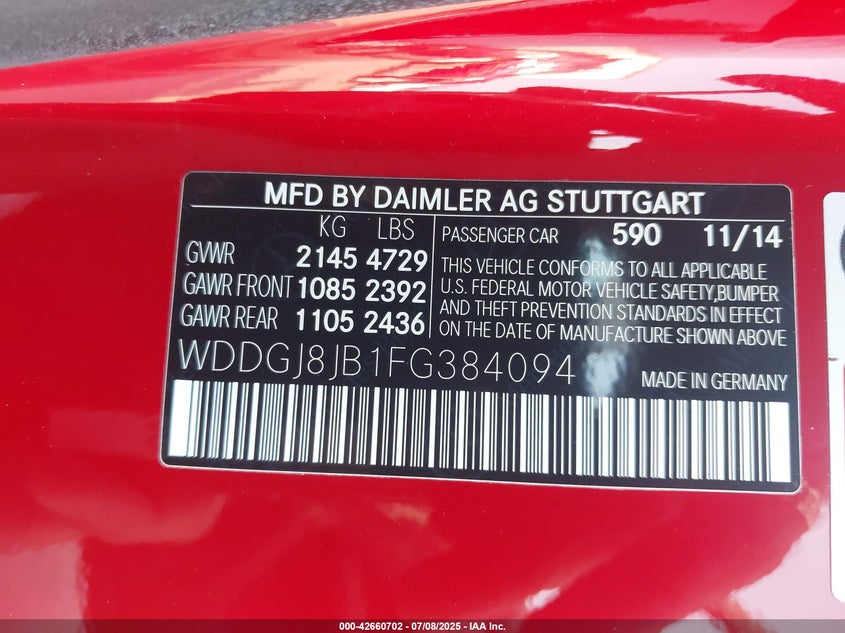 MFD BY DAIMLER AG STUTTGART
KG LBS
GWR 2145 4729
GAWR FRONT 1085 2392
GAWR REAR 1105 2436
PASSENGER CAR 590 11/14
THIS VEHICLE CONFORMS TO ALL APPLICABLE
U.S. FEDERAL MOTOR VEHICLE SAFETY,BUMPER
AND THEFT PREVENTION STANDARDS IN EFFECT
ON THE DATE OF MANUFACTURE SHOWN ABOVE
WDDGJ8JB1FG384094
MADE IN GERMANY
000-42660702 / 07/08/2025 / IAA Inc.